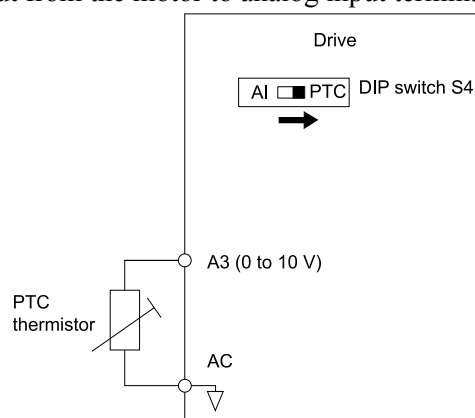 ut from the motor to analog input termin
Drive
AI PTC DIP switch S4
A3 (0 to 10 V)
PTC
thermistor
AC